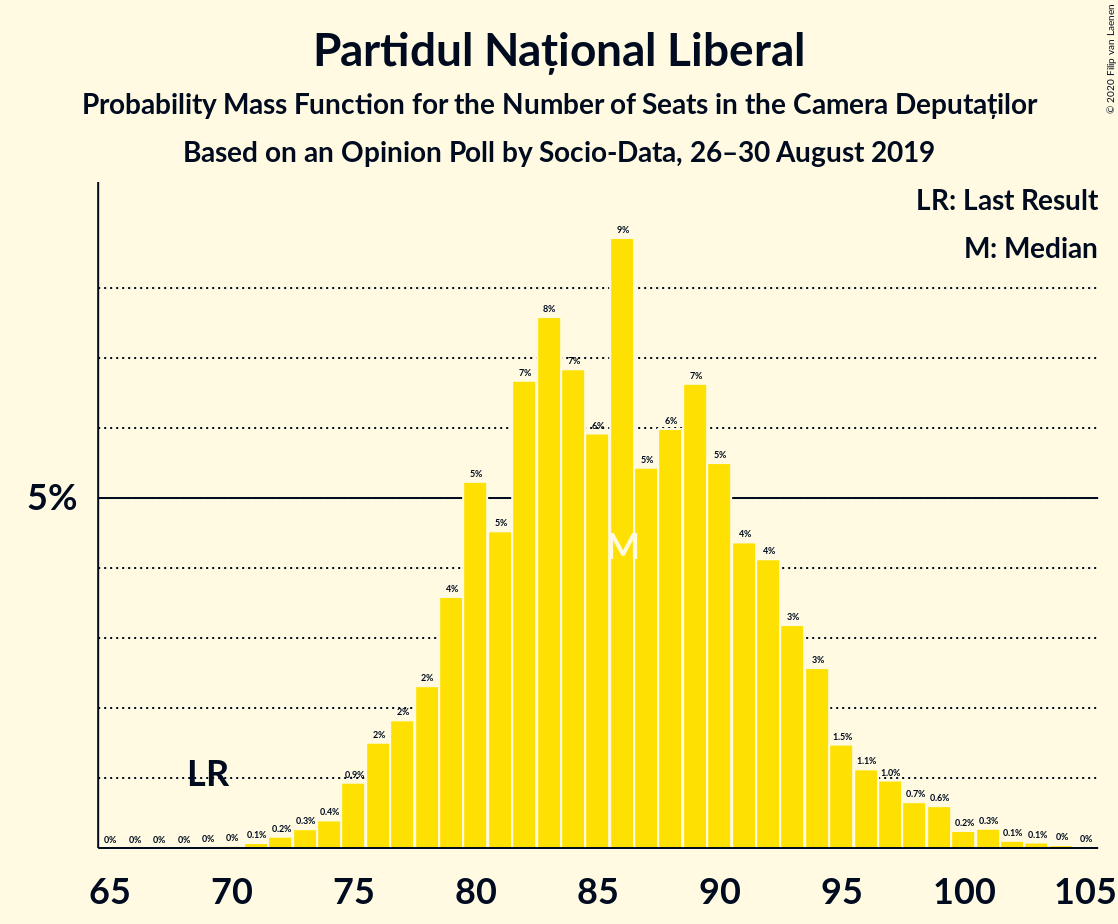 Partidul Național Liberal
Probability Mass Function for the Number of Seats in the Camera Deputaților
Based on an Opinion Poll by Socio-Data, 26–30 August 2019
© 2020 Filip van Laenen
LR: Last Result
M: Median
5%
0% 0% 0% 0% 0% 0% 0.1% 0.2% 0.3% 0.4% 0.9% 2% 2% 2% 4% 5% 5% 7% 8% 7% 6% 9% 5% 6% 7% 5% 4% 4% 3% 3% 1.5% 1.1% 1.0% 0.7% 0.6% 0.2% 0.3% 0.1% 0.1% 0% 0%
M
LR
65 70 75 80 85 90 95 100 105